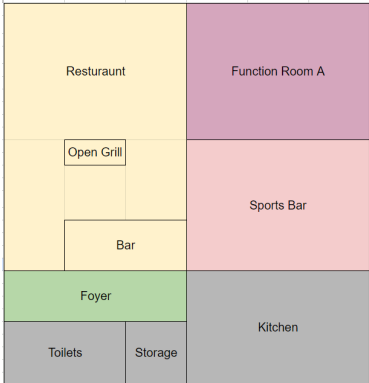 Resturaunt
Function Room A
Open Grill
Sports Bar
Bar
Foyer
Kitchen
Toilets
Storage